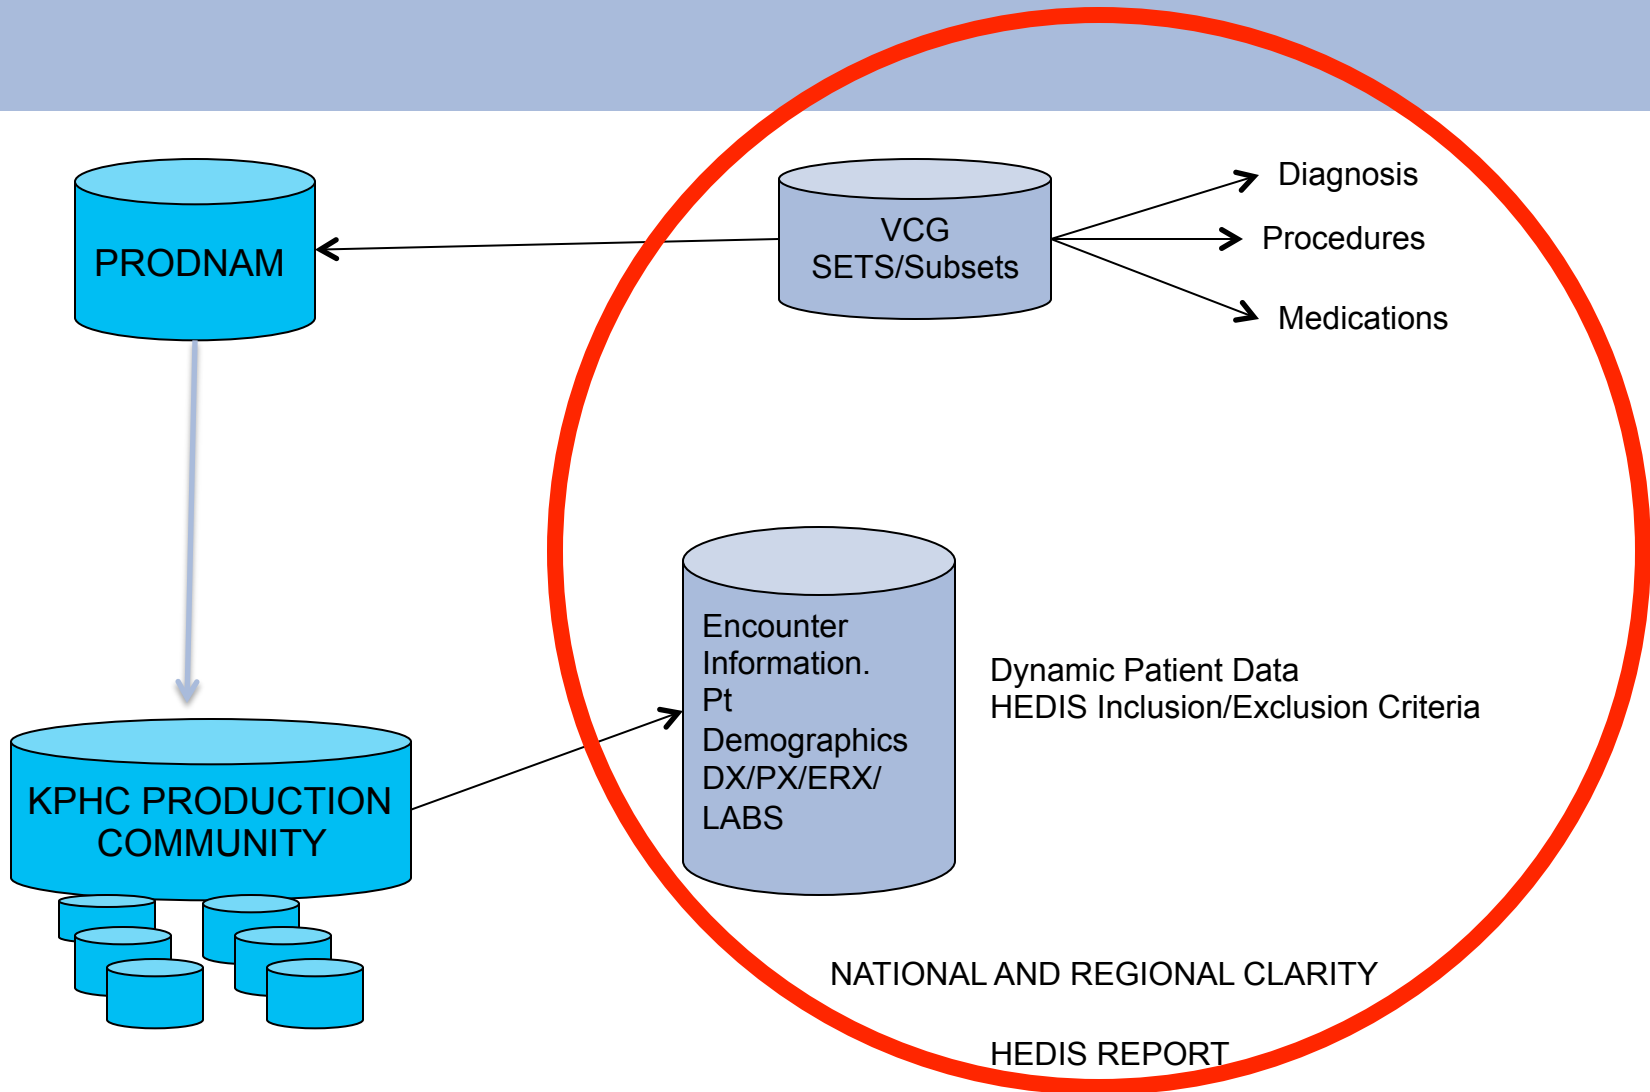 PRODNAM
VCG
SETS/Subsets
Diagnosis
Procedures
Medications
KPHC PRODUCTION
COMMUNITY
Encounter
Information.
Pt
Demographics
DX/PX/ERX/
LABS
Dynamic Patient Data
HEDIS Inclusion/Exclusion Criteria
NATIONAL AND REGIONAL CLARITY
HEDIS REPORT